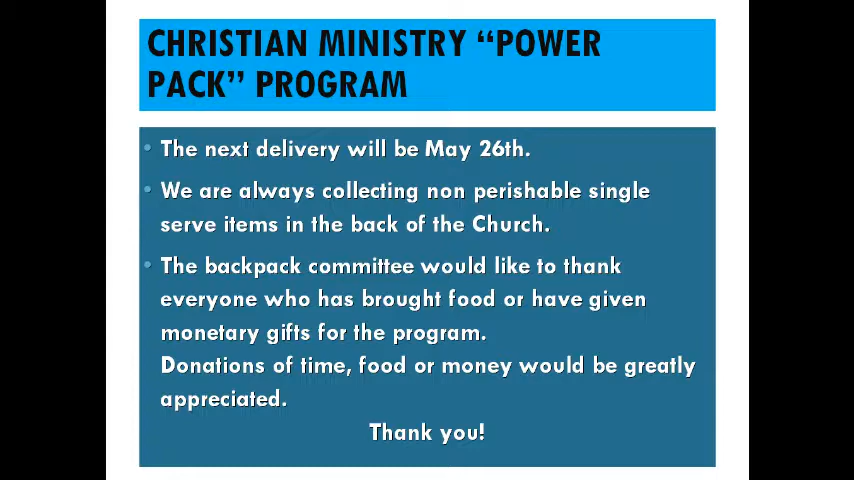 CHRISTIAN MINISTRY “POWER
PACK” PROGRAM
• The next delivery will be May 26th.
• We are always collecting non perishable single
serve items in the back of the Church.
• The backpack committee would like to thank
everyone who has brought food or have given
monetary gifts for the program.
Donations of time, food or money would be greatly
appreciated.
Thank you!